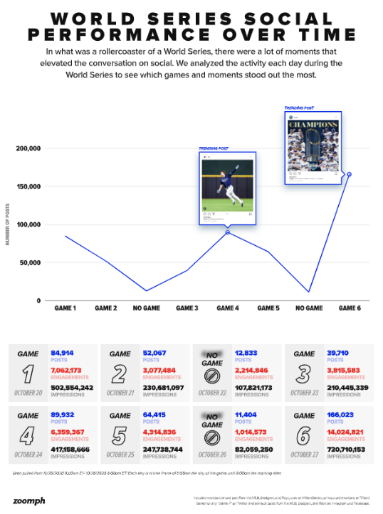 WORLD SERIES SOCIAL
PERFORMANCE OVER TIME
In what was a rollercoaster of a World Series, there were a lot of moments that
elevated the conversation on social. We analyzed the activity each day during the
World Series to see which games and moments stood out the most.
TRENDING POST
CHAMPIONS
TRENDING POST
NUMBER OF POSTS
200,000
150,000
100,000
50,000
0
GAME 1 GAME 2 NO GAME GAME 3 GAME 4 GAME 5 NO GAME GAME 6
GAME 1 OCTOBER 20
84,914 POSTS
7,062,173 ENGAGEMENTS
502,554,242 IMPRESSIONS
GAME 2 OCTOBER 21
52,067 POSTS
3,077,484 ENGAGEMENTS
230,681,097 IMPRESSIONS
NO GAME OCTOBER 22
12,833 POSTS
2,214,846 ENGAGEMENTS
107,821,173 IMPRESSIONS
GAME 3 OCTOBER 23
39,710 POSTS
3,815,583 ENGAGEMENTS
210,445,339 IMPRESSIONS
GAME 4 OCTOBER 24
89,932 POSTS
6,359,367 ENGAGEMENTS
417,158,666 IMPRESSIONS
GAME 5 OCTOBER 25
64,415 POSTS
4,314,836 ENGAGEMENTS
247,738,744 IMPRESSIONS
NO GAME OCTOBER 26
11,404 POSTS
1,014,573 ENGAGEMENTS
82,059,250 IMPRESSIONS
GAME 6 OCTOBER 27
166,023 POSTS
14,024,821 ENGAGEMENTS
720,710,153 IMPRESSIONS
zoomph